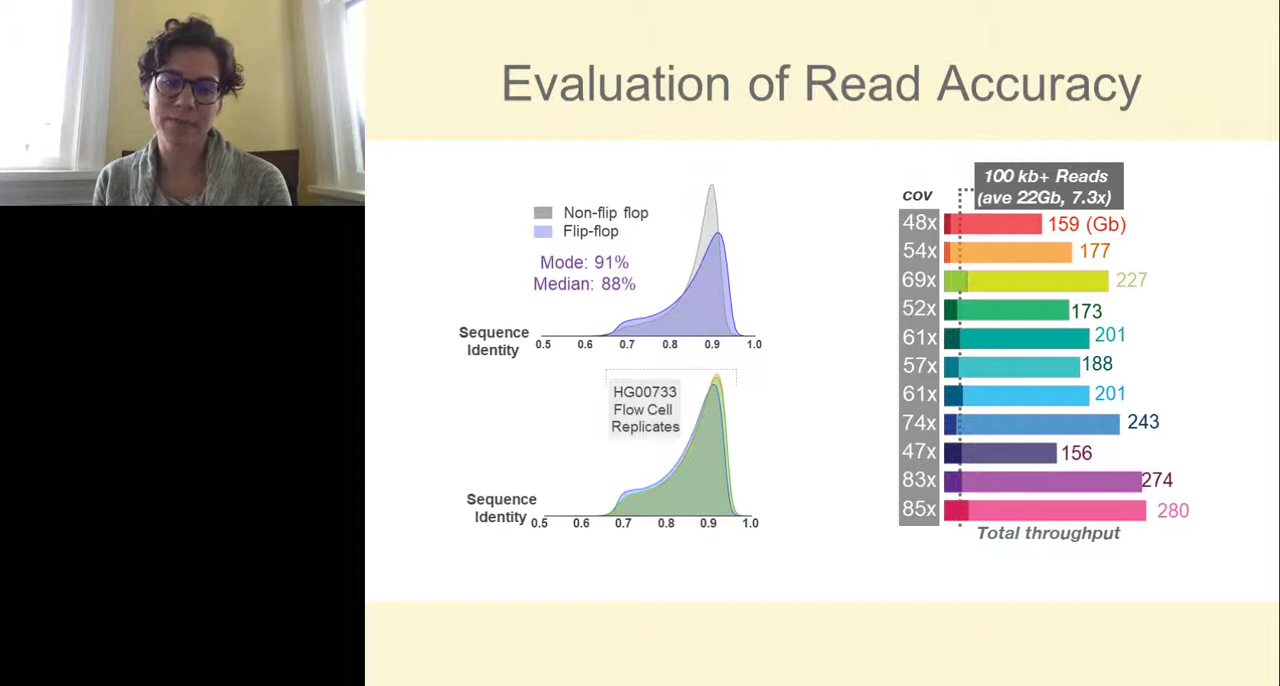 Evaluation of Read Accuracy
Non-flip flop
Flip-flop
Mode: 91%
Median: 88%
Sequence
Identity
0.5 0.6 0.7 0.8 0.9 1.0
HG00733
Flow Cell
Replicates
Sequence
Identity
0.5 0.6 0.7 0.8 0.9 1.0
100 kb+ Reads
(ave 22Gb, 7.3x)
cov
48x 159 (Gb)
54x 177
69x 227
52x 173
61x 201
57x 188
61x 201
74x 243
47x 156
83x 274
85x 280
Total throughput